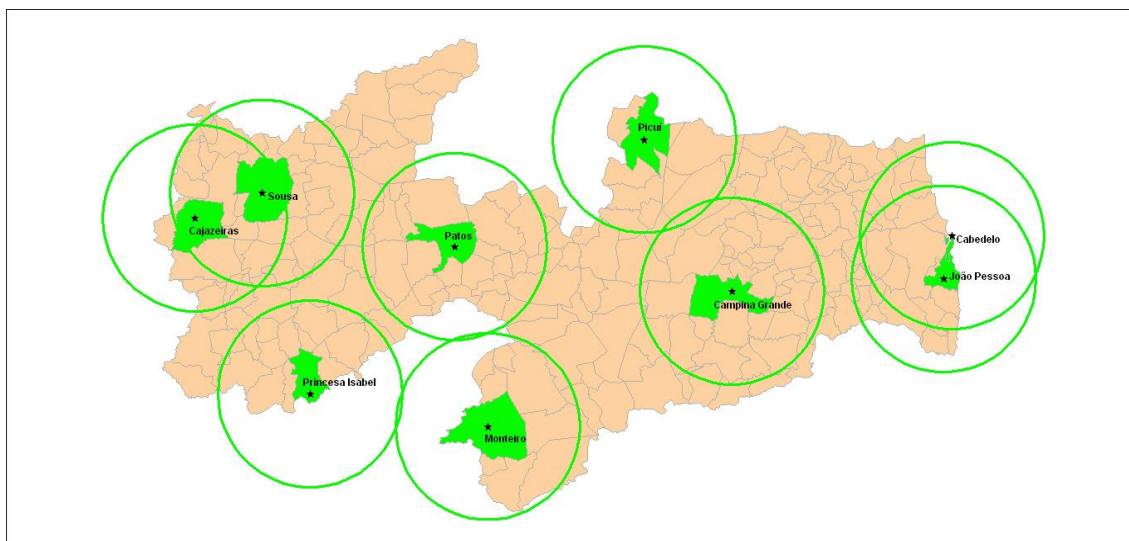 Picuí
Sousa
Cajazeiras
Patos
Cabedelo
João Pessoa
Campina Grande
Princesa Isabel
Monteiro